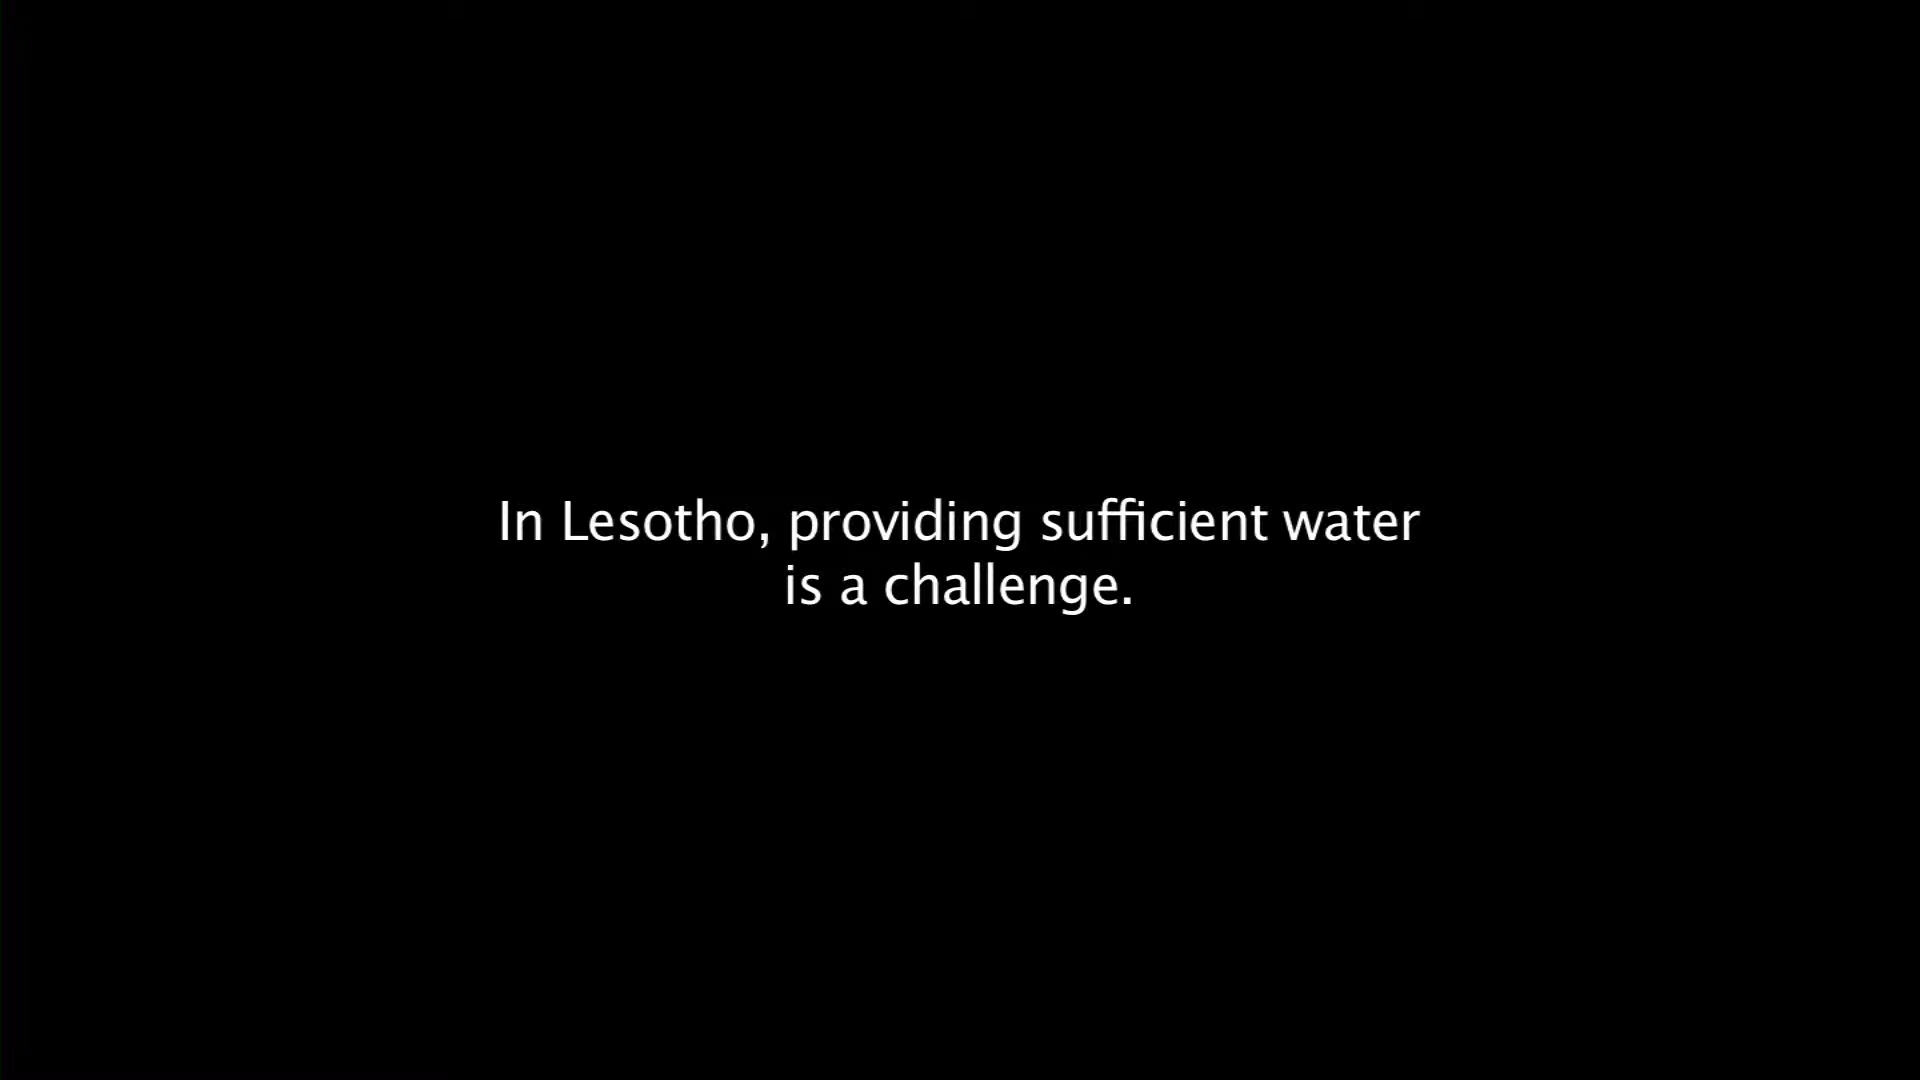 In Lesotho, providing sufficient water
is a challenge.